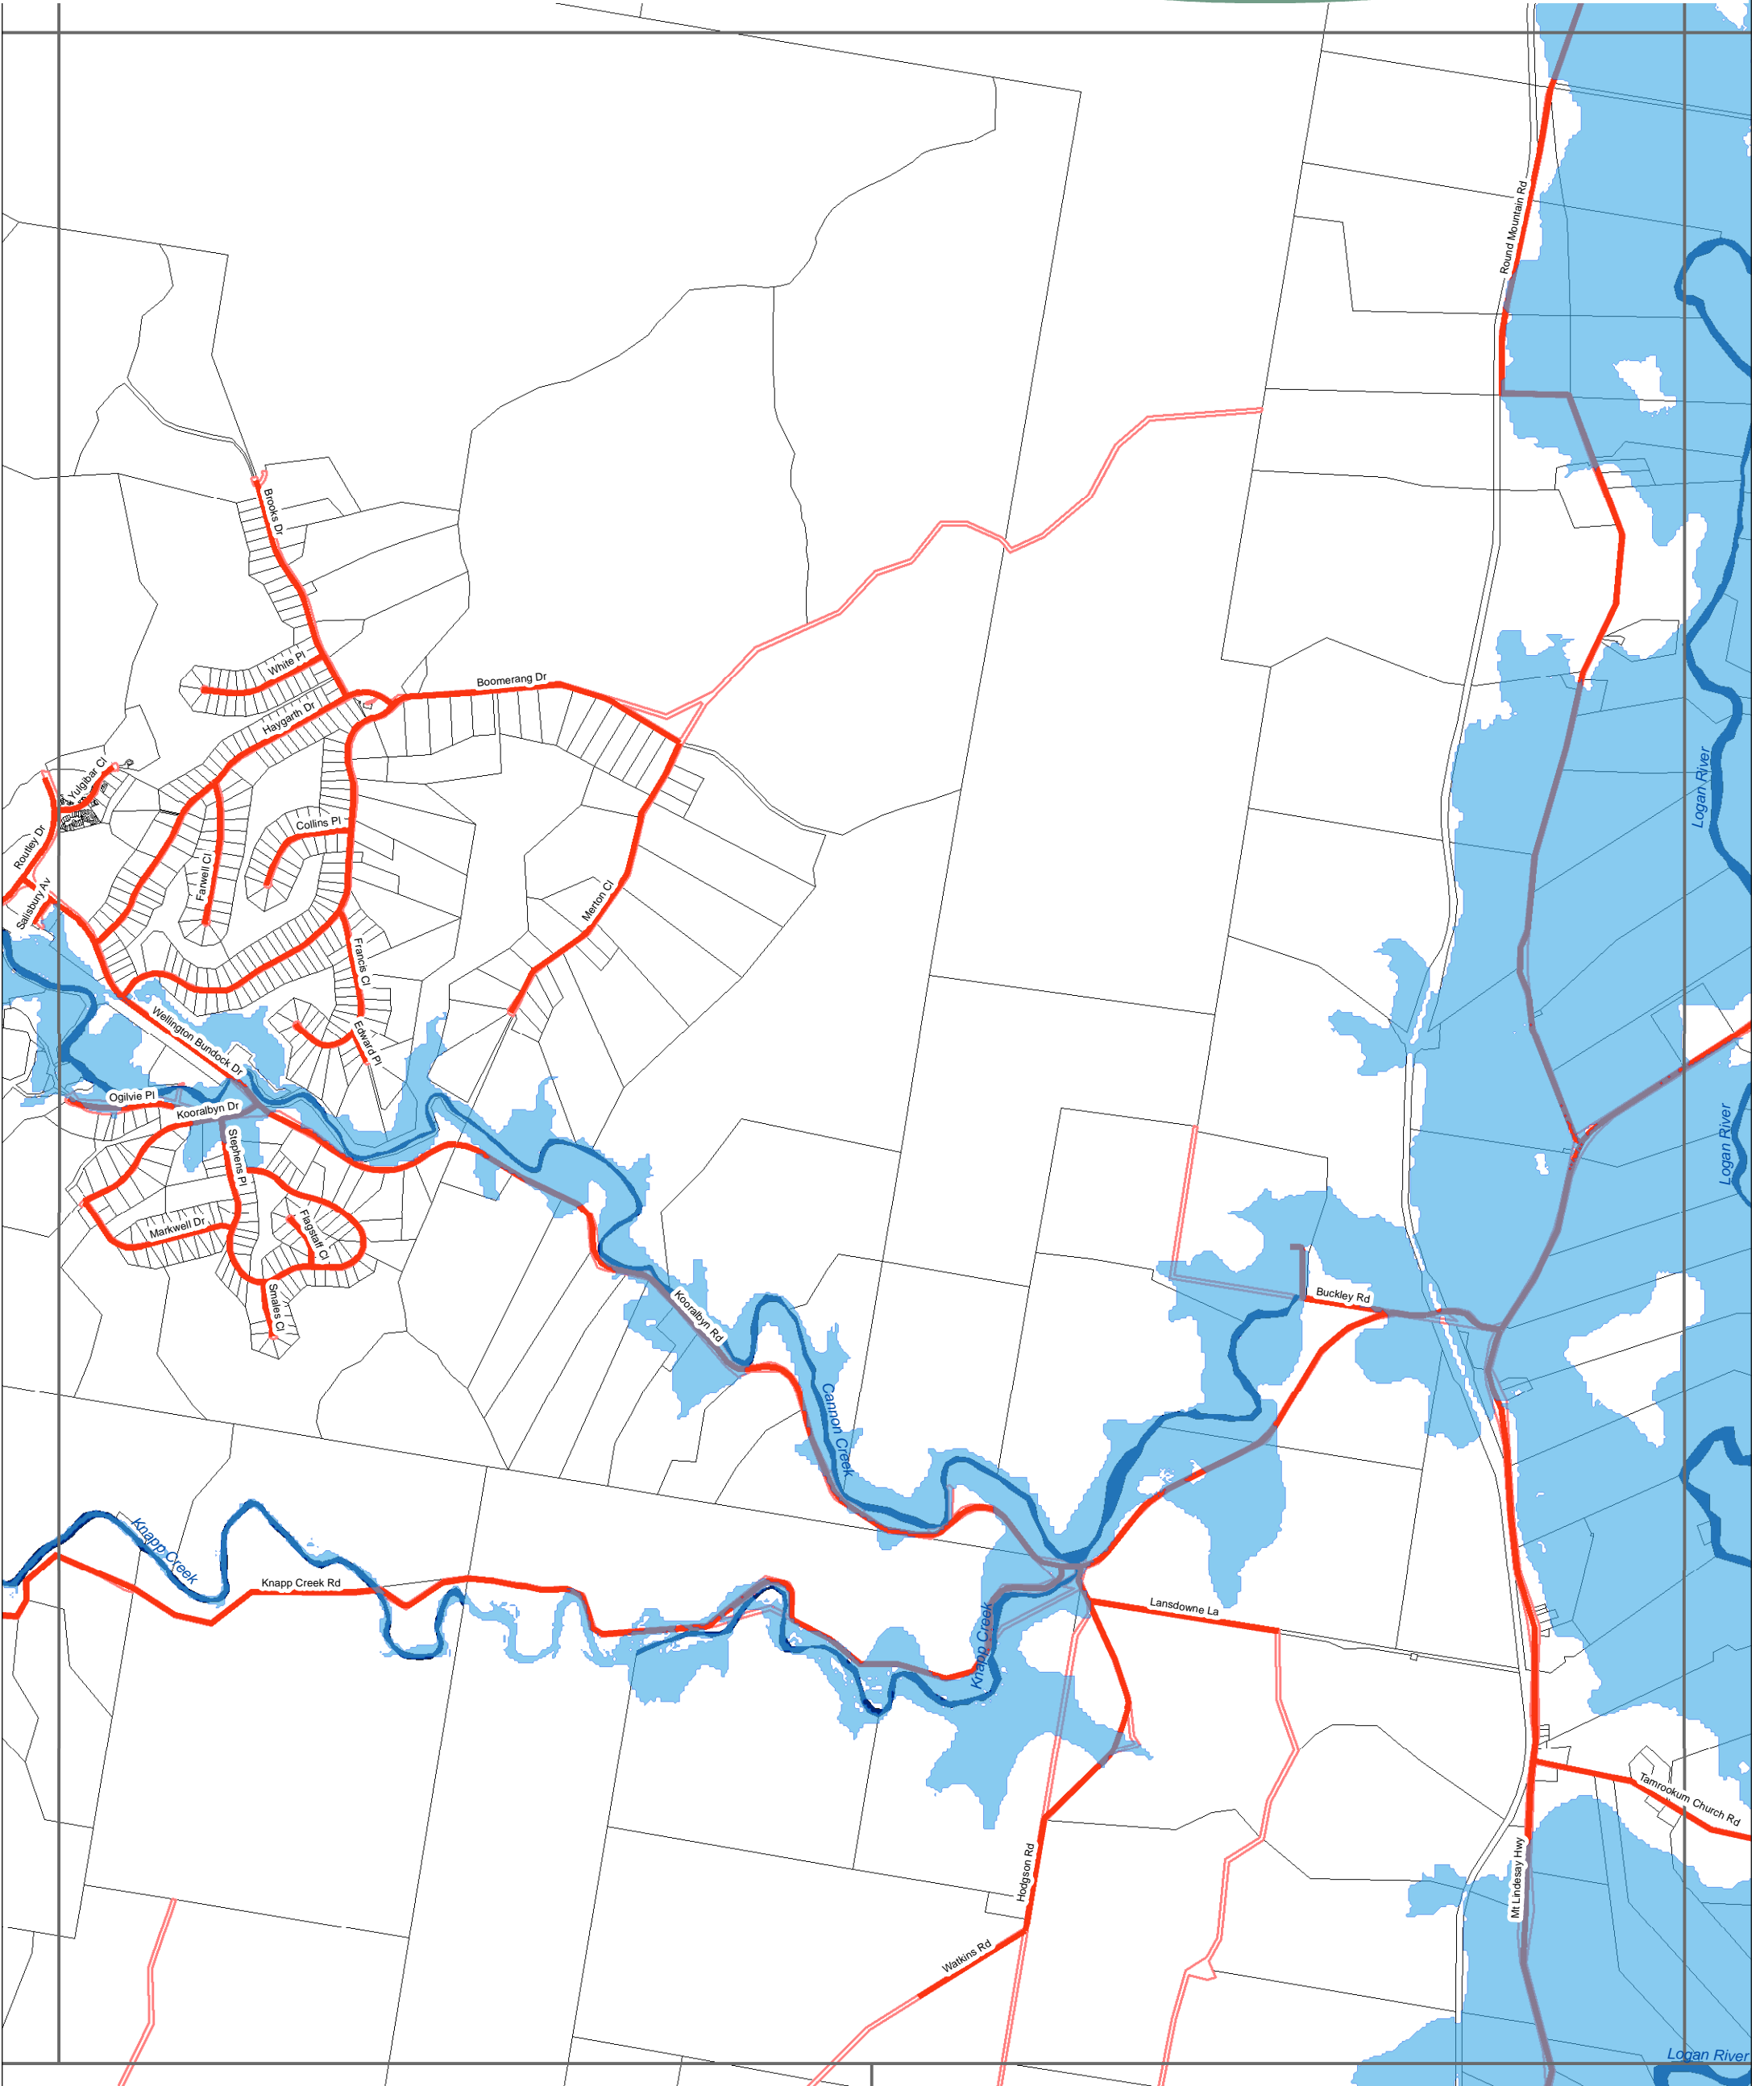 Round Mountain Rd
Brooks Dr
White Pl
Boomerang Dr
Haygarth Dr
Yulgibar Cl
Logan River
Collins Pl
Routley Dr
Farwell Cl
Salisbury Av
Merton Cl
Francis Cl
Wellington Bundock Dr
Edward Pl
Ogilvie Pl
Kooralbyn Dr
Logan River
Stephens Pl
Markwell Dr
Flagstaff Cl
Smales Cl
Buckley Rd
Kooralbyn Rd
Cannon Creek
Knapp Creek
Knapp Creek Rd
Lansdowne La
Knapp Creek
Tamrookum Church Rd
Hodgson Rd
Mt Lindesay Hwy
Watkins Rd
Logan River